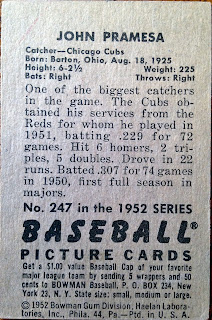 JOHN PRAMESA
Catcher—Chicago Cubs
Born: Barton, Ohio, Aug. 18, 1925
Height: 6-2½ Weight: 225
Bats: Right Throws: Right
One of the biggest catchers
in the game. The Cubs ob-
tained his services from the
Reds for whom he played in
1951, batting .229 for 72
games. Hit 6 homers, 2 tri-
ples, 5 doubles. Drove in 22
runs. Batted .307 for 74 games
in 1950, first full season in
majors.
No. 247 in the 1952 SERIES
BASEBALL®
PICTURE CARDS
Get a $1.00 value Baseball Cap of your favorite
major league team by sending 5 wrappers and 50
cents to BOWMAN Baseball, P. O. BOX 234, New
York 23, N. Y. State size: small, medium or large.
©1952 Bowman Gum Division, Haelan Labora-
tories, Inc., Phila. 44, Pa.—Ptd. in U. S. A.